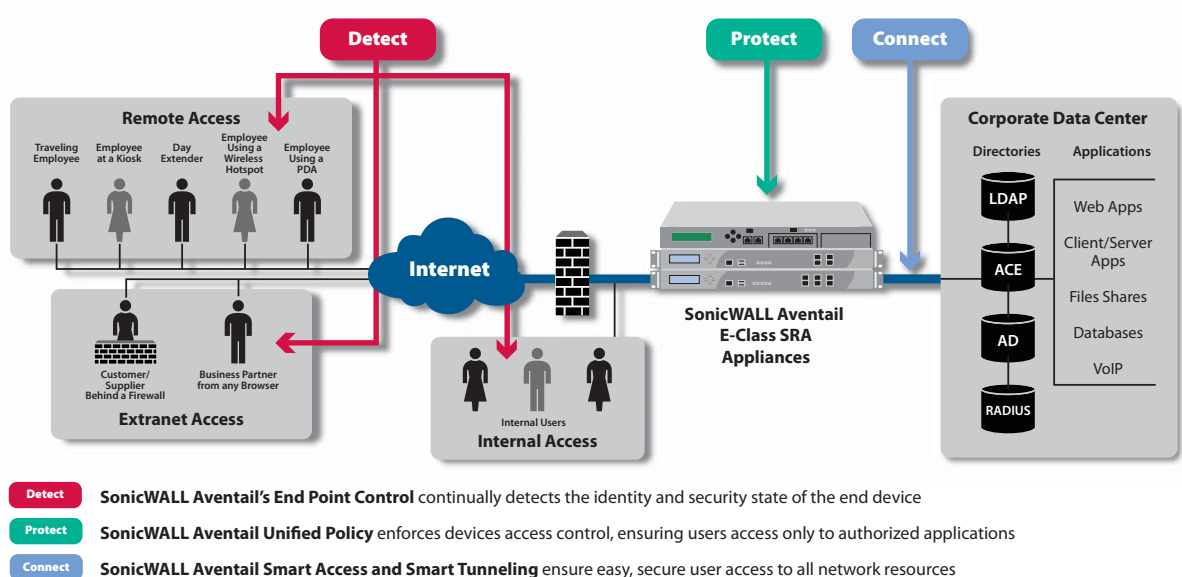 Detect
Protect
Connect
Remote Access
Traveling
Employee
Employee
at a Kiosk
Day
Extender
Employee
Using a
Wireless
Hotspot
Employee
Using a
PDA
Internet
Customer/
Supplier
Behind a Firewall
Business Partner
from any Browser
Extranet Access
Internal Users
Internal Access
SonicWALL Aventail
E-Class SRA
Appliances
Corporate Data Center
Directories
Applications
LDAP
ACE
AD
RADIUS
Web Apps
Client/Server
Apps
Files Shares
Databases
VoIP
Detect SonicWALL Aventail's End Point Control continually detects the identity and security state of the end device
Protect SonicWALL Aventail Unified Policy enforces devices access control, ensuring users access only to authorized applications
Connect SonicWALL Aventail Smart Access and Smart Tunneling ensure easy, secure user access to all network resources